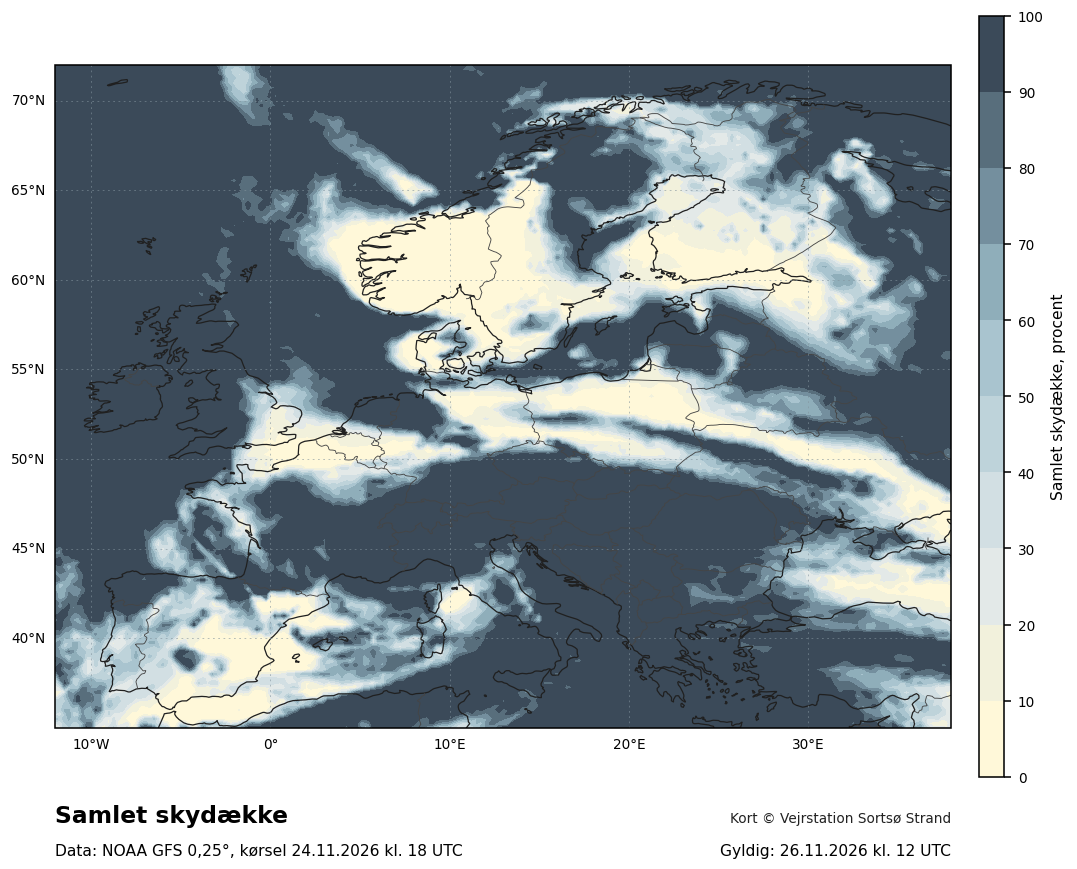 100
90
80
70
60
50
40
30
20
10
0
Samlet skydække, procent
70°N
65°N
60°N
55°N
50°N
45°N
40°N
10°W
0°
10°E
20°E
30°E
Samlet skydække
Kort © Vejrstation Sortsø Strand
Data: NOAA GFS 0,25°, kørsel 24.11.2026 kl. 18 UTC
Gyldig: 26.11.2026 kl. 12 UTC